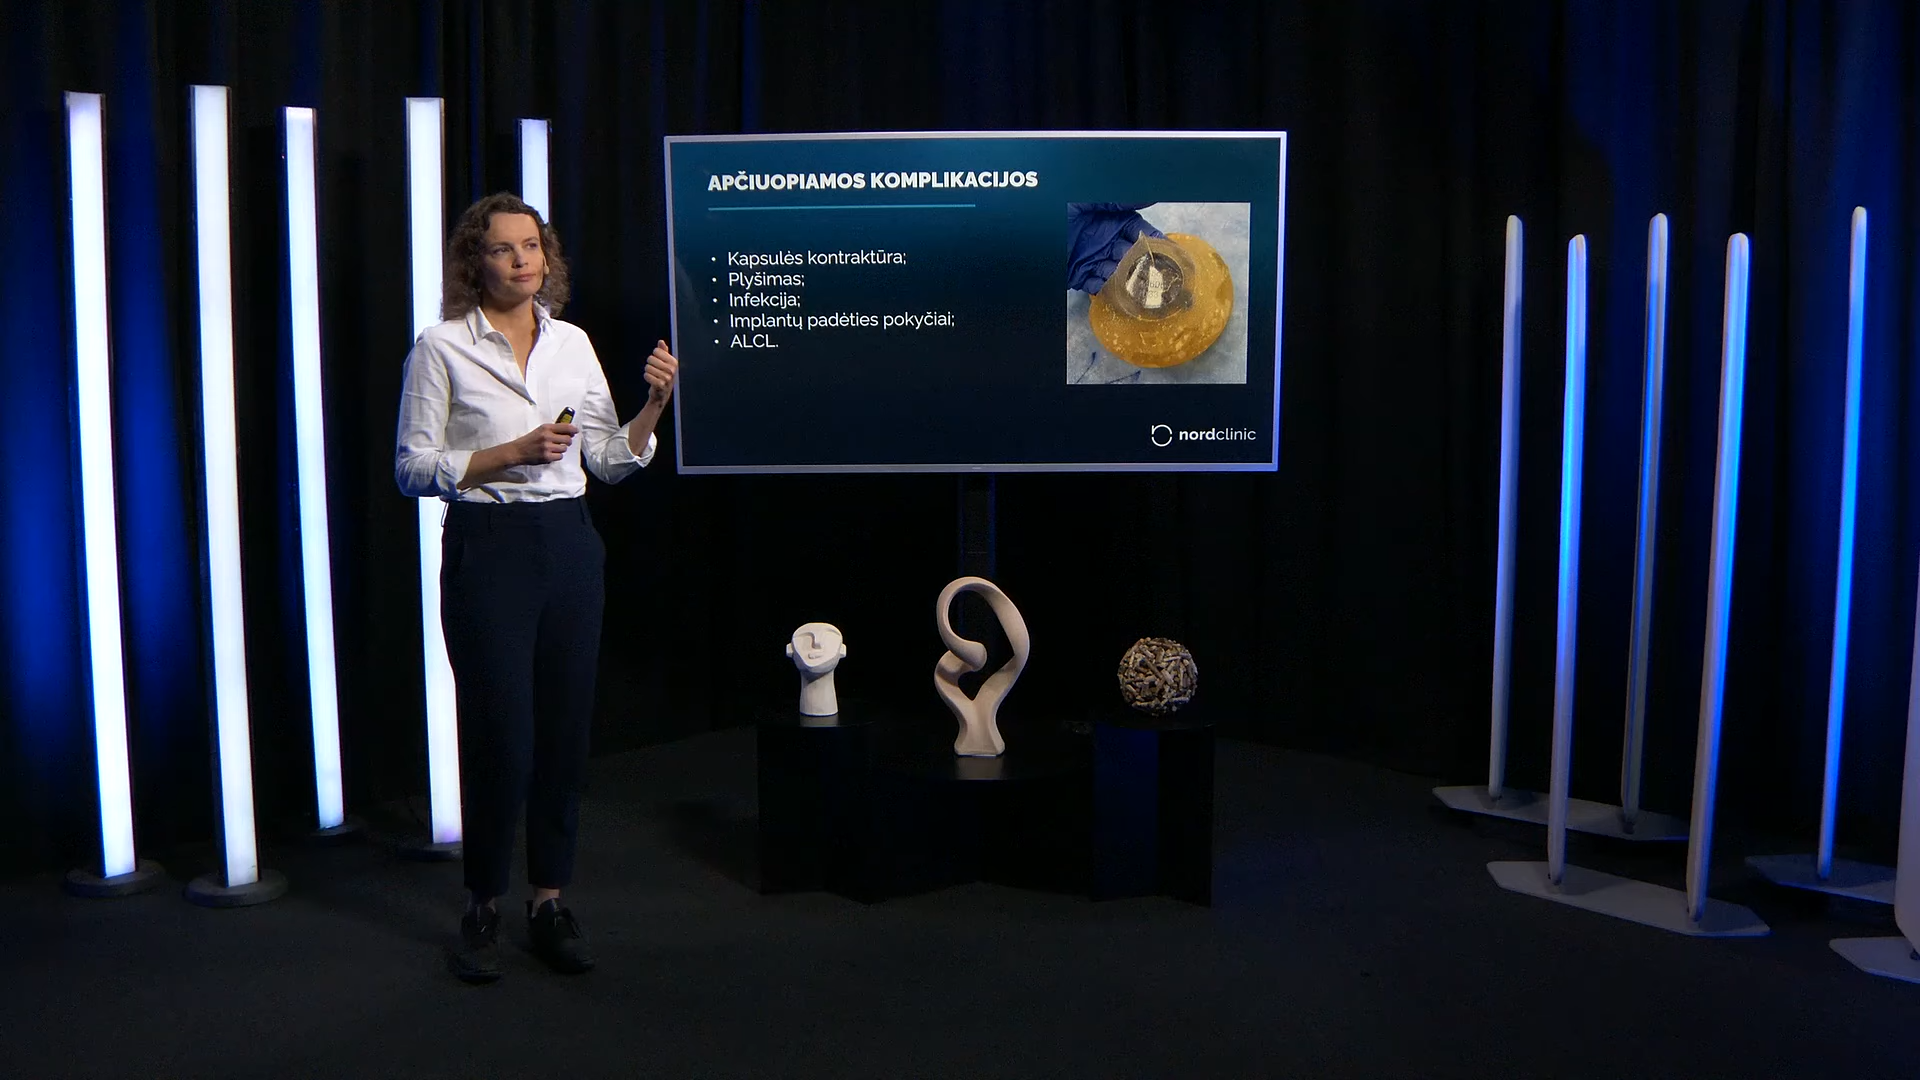 APČIUOPIAMOS KOMPLIKACIJOS
• Kapsulės kontraktūra;
• Plyšimas;
• Infekcija;
• Implantų padėties pokyčiai;
• ALCL.
nordclinic